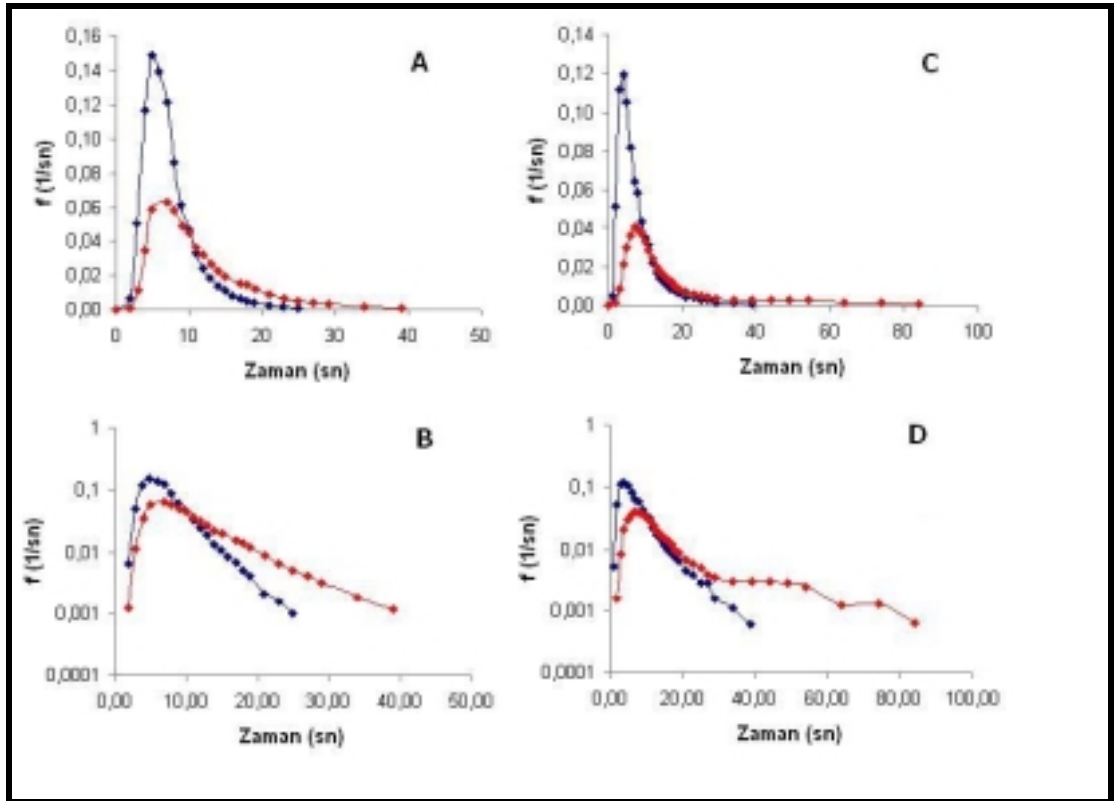 A
f (1/sn)
0,16
0,14
0,12
0,10
0,08
0,06
0,04
0,02
0,00
0 10 20 30 40 50
Zaman (sn)
C
f (1/sn)
0,14
0,12
0,10
0,08
0,06
0,04
0,02
0,00
0 20 40 60 80 100
Zaman (sn)
B
f (1/sn)
1
0,1
0,01
0,001
0,0001
0,00 10,00 20,00 30,00 40,00 50,00
Zaman (sn)
D
f (1/sn)
1
0,1
0,01
0,001
0,0001
0,00 20,00 40,00 60,00 80,00 100,00
Zaman (sn)